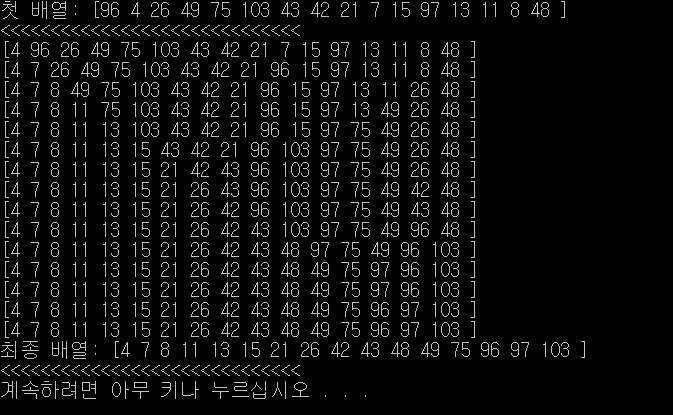 첫 배열: [96 4 26 49 75 103 43 42 21 7 15 97 13 11 8 48 ]
<<<<<<<<<<<<<<<<<<<<<<<<<<<<<<
[4 96 26 49 75 103 43 42 21 7 15 97 13 11 8 48 ]
[4 7 26 49 75 103 43 42 21 96 15 97 13 11 8 48 ]
[4 7 8 49 75 103 43 42 21 96 15 97 13 11 26 48 ]
[4 7 8 11 75 103 43 42 21 96 15 97 13 49 26 48 ]
[4 7 8 11 13 103 43 42 21 96 15 97 75 49 26 48 ]
[4 7 8 11 13 15 43 42 21 96 103 97 75 49 26 48 ]
[4 7 8 11 13 15 21 42 43 96 103 97 75 49 26 48 ]
[4 7 8 11 13 15 21 26 43 96 103 97 75 49 42 48 ]
[4 7 8 11 13 15 21 26 42 96 103 97 75 49 43 48 ]
[4 7 8 11 13 15 21 26 42 43 103 97 75 49 96 48 ]
[4 7 8 11 13 15 21 26 42 43 48 97 75 49 96 103 ]
[4 7 8 11 13 15 21 26 42 43 48 49 75 97 96 103 ]
[4 7 8 11 13 15 21 26 42 43 48 49 75 97 96 103 ]
[4 7 8 11 13 15 21 26 42 43 48 49 75 96 97 103 ]
[4 7 8 11 13 15 21 26 42 43 48 49 75 96 97 103 ]
최종 배열: [4 7 8 11 13 15 21 26 42 43 48 49 75 96 97 103 ]
<<<<<<<<<<<<<<<<<<<<<<<<<<<<<<
계속하려면 아무 키나 누르십시오 . . .